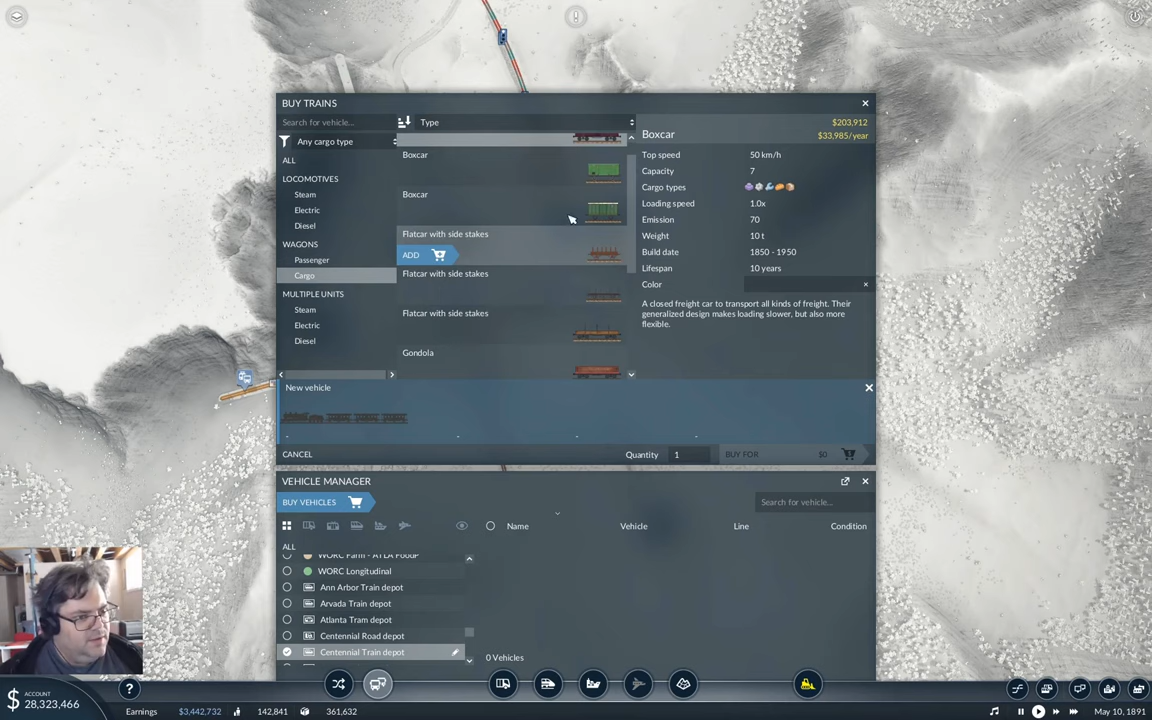 BUY TRAINS
Search for vehicle...
Type
Any cargo type
ALL
LOCOMOTIVES
Steam
Electric
Diesel
WAGONS
Passenger
Cargo
MULTIPLE UNITS
Steam
Electric
Diesel
Boxcar
Boxcar
Flatcar with side stakes
ADD
Flatcar with side stakes
Flatcar with side stakes
Gondola
$203,912
$33,985/year
Boxcar
Top speed 50 km/h
Capacity 7
Cargo types
Loading speed 1.0x
Emission 70
Weight 10 t
Build date 1850 - 1950
Lifespan 10 years
Color
A closed freight car to transport all kinds of freight. Their
generalized design makes loading slower, but also more
flexible.
New vehicle
- - - -
CANCEL
Quantity 1
BUY FOR $0
VEHICLE MANAGER
BUY VEHICLES
Search for vehicle...
Name Vehicle Line Condition
ALL
WORC Farm - ATLA FoodP
WORC Longitudinal
Ann Arbor Train depot
Arvada Train depot
Atlanta Tram depot
Centennial Road depot
Centennial Train depot
0 Vehicles
$ ACCOUNT
28,323,466
?
Earnings $3,442,732 142,841 361,632
May 10, 1891